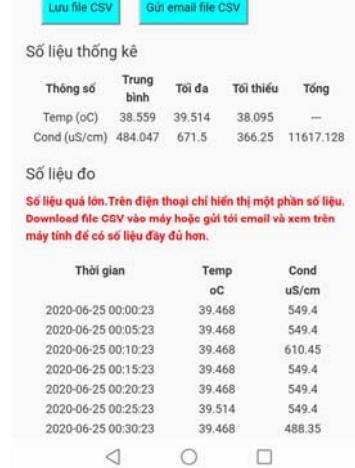 Lưu file CSV Gửi email file CSV
Số liệu thống kê
Thông số Trung bình Tối đa Tối thiểu Tổng
Temp (oC) 38.559 39.514 38.095 ---
Cond (uS/cm) 484.047 671.5 366.25 11617.128
Số liệu đo
Số liệu quá lớn.Trên điện thoại chỉ hiển thị một phần số liệu.
Download file CSV vào máy hoặc gửi tới email và xem trên
máy tính để có số liệu đầy đủ hơn.
Thời gian Temp Cond
oC uS/cm
2020-06-25 00:00:23 39.468 549.4
2020-06-25 00:05:23 39.468 549.4
2020-06-25 00:10:23 39.468 610.45
2020-06-25 00:15:23 39.468 549.4
2020-06-25 00:20:23 39.468 549.4
2020-06-25 00:25:23 39.514 549.4
2020-06-25 00:30:23 39.468 488.35